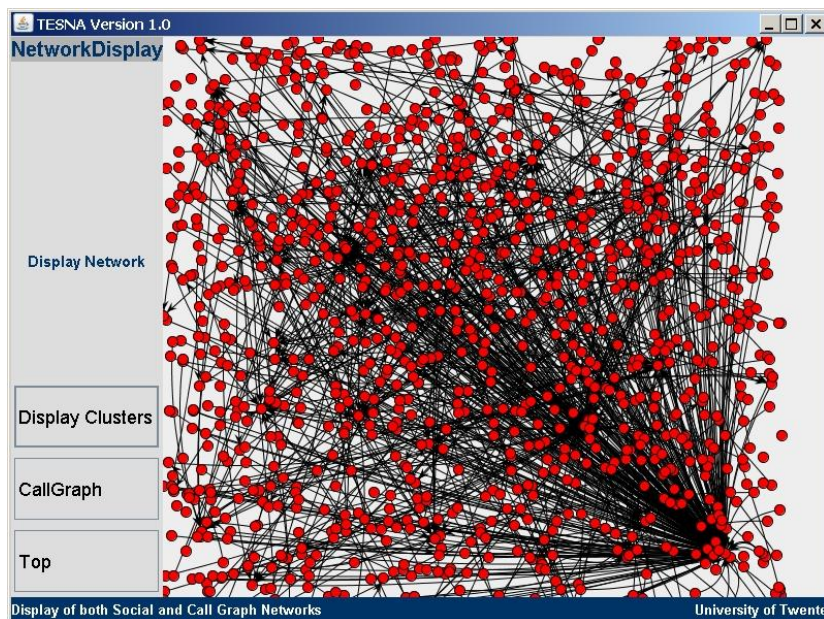 TESNA Version 1.0
NetworkDisplay
Display Network
Display Clusters
CallGraph
Top
Display of both Social and Call Graph Networks
University of Twente